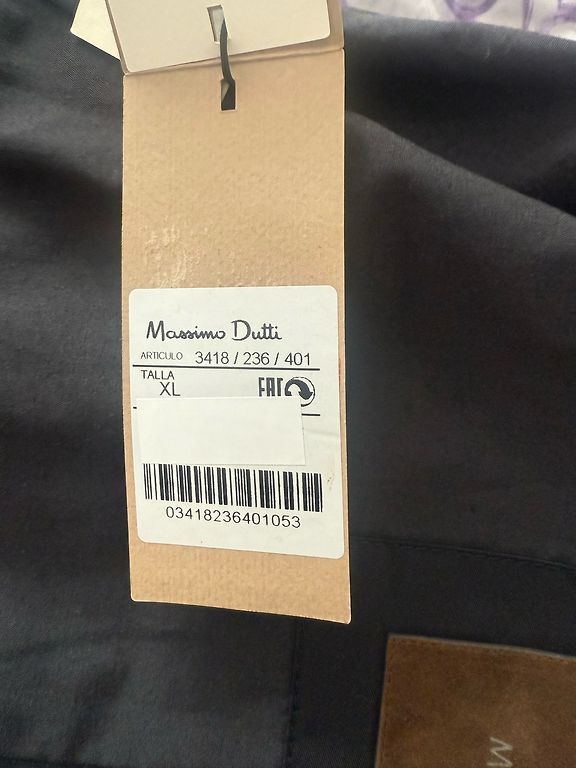 Massimo Dutti
ARTICULO 3418 / 236 / 401
TALLA
XL
EAC
03418236401053
M